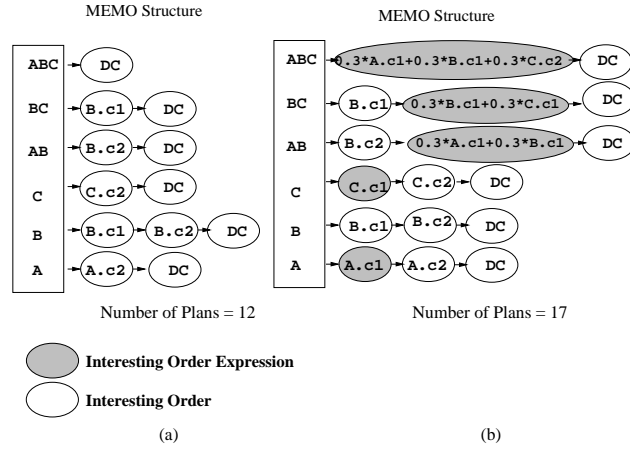 MEMO Structure
ABC DC
BC B.c1 DC
AB B.c2 DC
C C.c2 DC
B B.c1 B.c2 DC
A A.c2 DC
Number of Plans = 12
MEMO Structure
ABC 0.3*A.c1+0.3*B.c1+0.3*C.c2 DC
BC B.c1 0.3*B.c1+0.3*C.c1 DC
AB B.c2 0.3*A.c1+0.3*B.c1 DC
C C.c1 C.c2 DC
B B.c1 B.c2 DC
A A.c1 A.c2 DC
Number of Plans = 17
Interesting Order Expression
Interesting Order
(a)
(b)